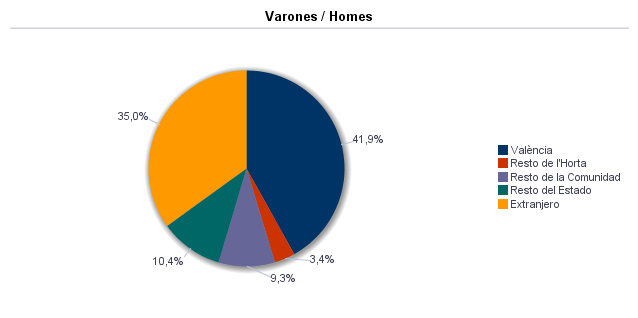 Varones / Homes
35,0%
41,9%
València
Resto de l'Horta
Resto de la Comunidad
Resto del Estado
Extranjero
10,4%
3,4%
9,3%